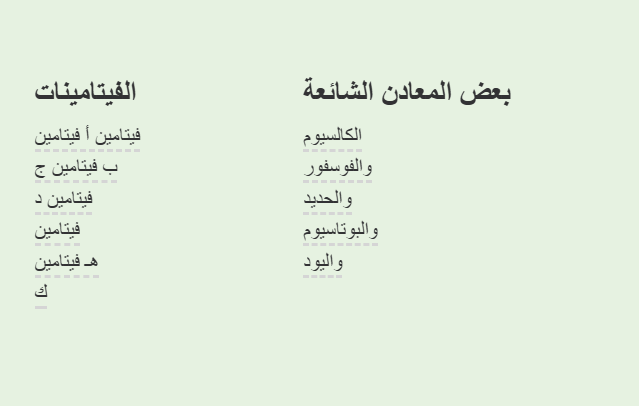 بعض المعادن الشائعة
الكالسيوم
والفوسفور
والحديد
والبوتاسيوم
واليود
الفيتامينات
فيتامين أ فيتامين
ب فيتامين ج
فيتامين د
فيتامين
هـ فيتامين
ك